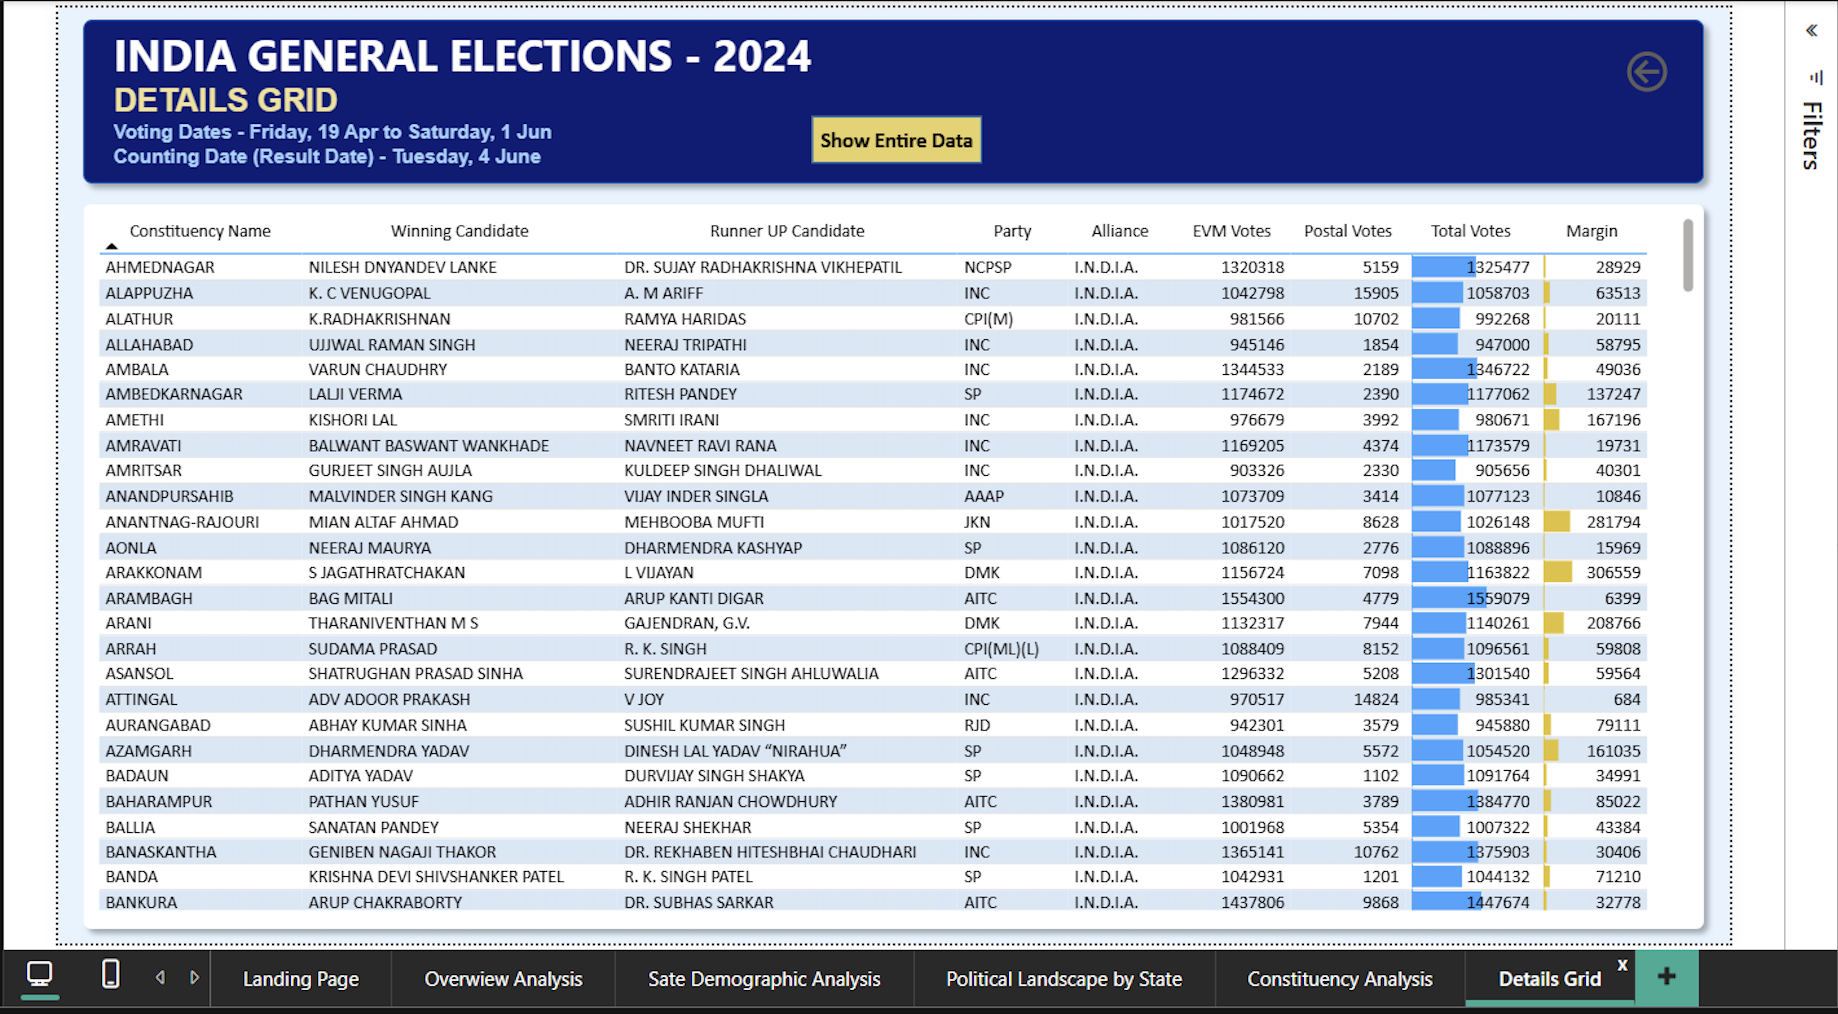 INDIA GENERAL ELECTIONS - 2024
DETAILS GRID
Voting Dates - Friday, 19 Apr to Saturday, 1 Jun
Counting Date (Result Date) - Tuesday, 4 June
Show Entire Data
Filters
Constituency Name Winning Candidate Runner UP Candidate Party Alliance EVM Votes Postal Votes Total Votes Margin
AHMEDNAGAR NILESH DNYANDEV LANKE DR. SUJAY RADHAKRISHNA VIKHEPATIL NCPSP I.N.D.I.A. 1320318 5159 1325477 28929
ALAPPUZHA K. C VENUGOPAL A. M ARIFF INC I.N.D.I.A. 1042798 15905 1058703 63513
ALATHUR K.RADHAKRISHNAN RAMYA HARIDAS CPI(M) I.N.D.I.A. 981566 10702 992268 20111
ALLAHABAD UJJWAL RAMAN SINGH NEERAJ TRIPATHI INC I.N.D.I.A. 945146 1854 947000 58795
AMBALA VARUN CHAUDHRY BANTO KATARIA INC I.N.D.I.A. 1344533 2189 1346722 49036
AMBEDKARNAGAR LALJI VERMA RITESH PANDEY SP I.N.D.I.A. 1174672 2390 1177062 137247
AMETHI KISHORI LAL SMRITI IRANI INC I.N.D.I.A. 976679 3992 980671 167196
AMRAVATI BALWANT BASWANT WANKHADE NAVNEET RAVI RANA INC I.N.D.I.A. 1169205 4374 1173579 19731
AMRITSAR GURJEET SINGH AUJLA KULDEEP SINGH DHALIWAL INC I.N.D.I.A. 903326 2330 905656 40301
ANANDPURSAHIB MALVINDER SINGH KANG VIJAY INDER SINGLA AAAP I.N.D.I.A. 1073709 3414 1077123 10846
ANANTNAG-RAJOURI MIAN ALTAF AHMAD MEHBOOBA MUFTI JKN I.N.D.I.A. 1017520 8628 1026148 281794
AONLA NEERAJ MAURYA DHARMENDRA KASHYAP SP I.N.D.I.A. 1086120 2776 1088896 15969
ARAKKONAM S JAGATHRATCHAKAN L VIJAYAN DMK I.N.D.I.A. 1156724 7098 1163822 306559
ARAMBAGH BAG MITALI ARUP KANTI DIGAR AITC I.N.D.I.A. 1554300 4779 1559079 6399
ARANI THARANIVENTHAN M S GAJENDRAN, G.V. DMK I.N.D.I.A. 1132317 7944 1140261 208766
ARRAH SUDAMA PRASAD R. K. SINGH CPI(ML)(L) I.N.D.I.A. 1088409 8152 1096561 59808
ASANSOL SHATRUGHAN PRASAD SINHA SURENDRAJEET SINGH AHLUWALIA AITC I.N.D.I.A. 1296332 5208 1301540 59564
ATTINGAL ADV ADOOR PRAKASH V JOY INC I.N.D.I.A. 970517 14824 985341 684
AURANGABAD ABHAY KUMAR SINHA SUSHIL KUMAR SINGH RJD I.N.D.I.A. 942301 3579 945880 79111
AZAMGARH DHARMENDRA YADAV DINESH LAL YADAV “NIRAHUA” SP I.N.D.I.A. 1048948 5572 1054520 161035
BADAUN ADITYA YADAV DURVIJAY SINGH SHAKYA SP I.N.D.I.A. 1090662 1102 1091764 34991
BAHARAMPUR PATHAN YUSUF ADHIR RANJAN CHOWDHURY AITC I.N.D.I.A. 1380981 3789 1384770 85022
BALLIA SANATAN PANDEY NEERAJ SHEKHAR SP I.N.D.I.A. 1001968 5354 1007322 43384
BANASKANTHA GENIBEN NAGAJI THAKOR DR. REKHABEN HITESHBHAI CHAUDHARI INC I.N.D.I.A. 1365141 10762 1375903 30406
BANDA KRISHNA DEVI SHIVSHANKER PATEL R. K. SINGH PATEL SP I.N.D.I.A. 1042931 1201 1044132 71210
BANKURA ARUP CHAKRABORTY DR. SUBHAS SARKAR AITC I.N.D.I.A. 1437806 9868 1447674 32778
Landing Page Overwiew Analysis Sate Demographic Analysis Political Landscape by State Constituency Analysis Details Grid x +